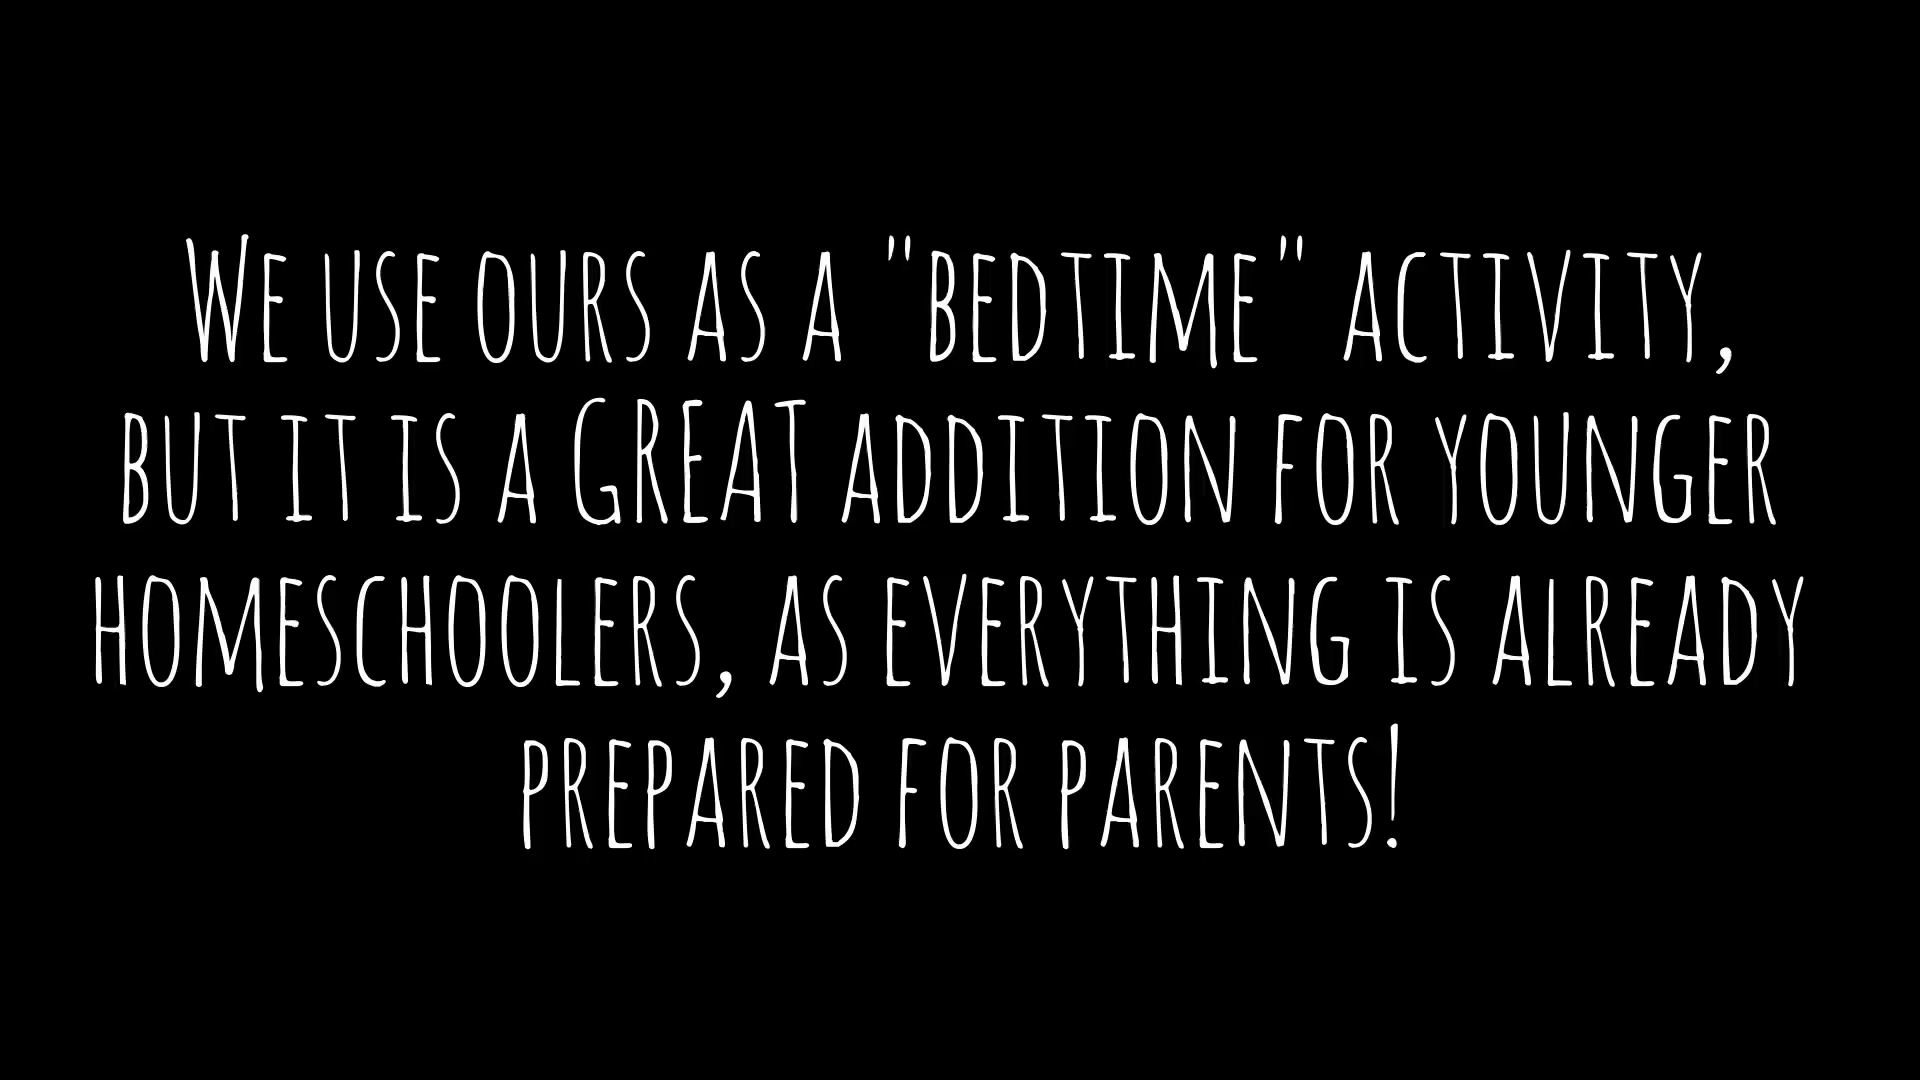 We use ours as a "bedtime" activity,
but it is a GREAT addition for younger
homeschoolers, as everything is already
prepared for parents!